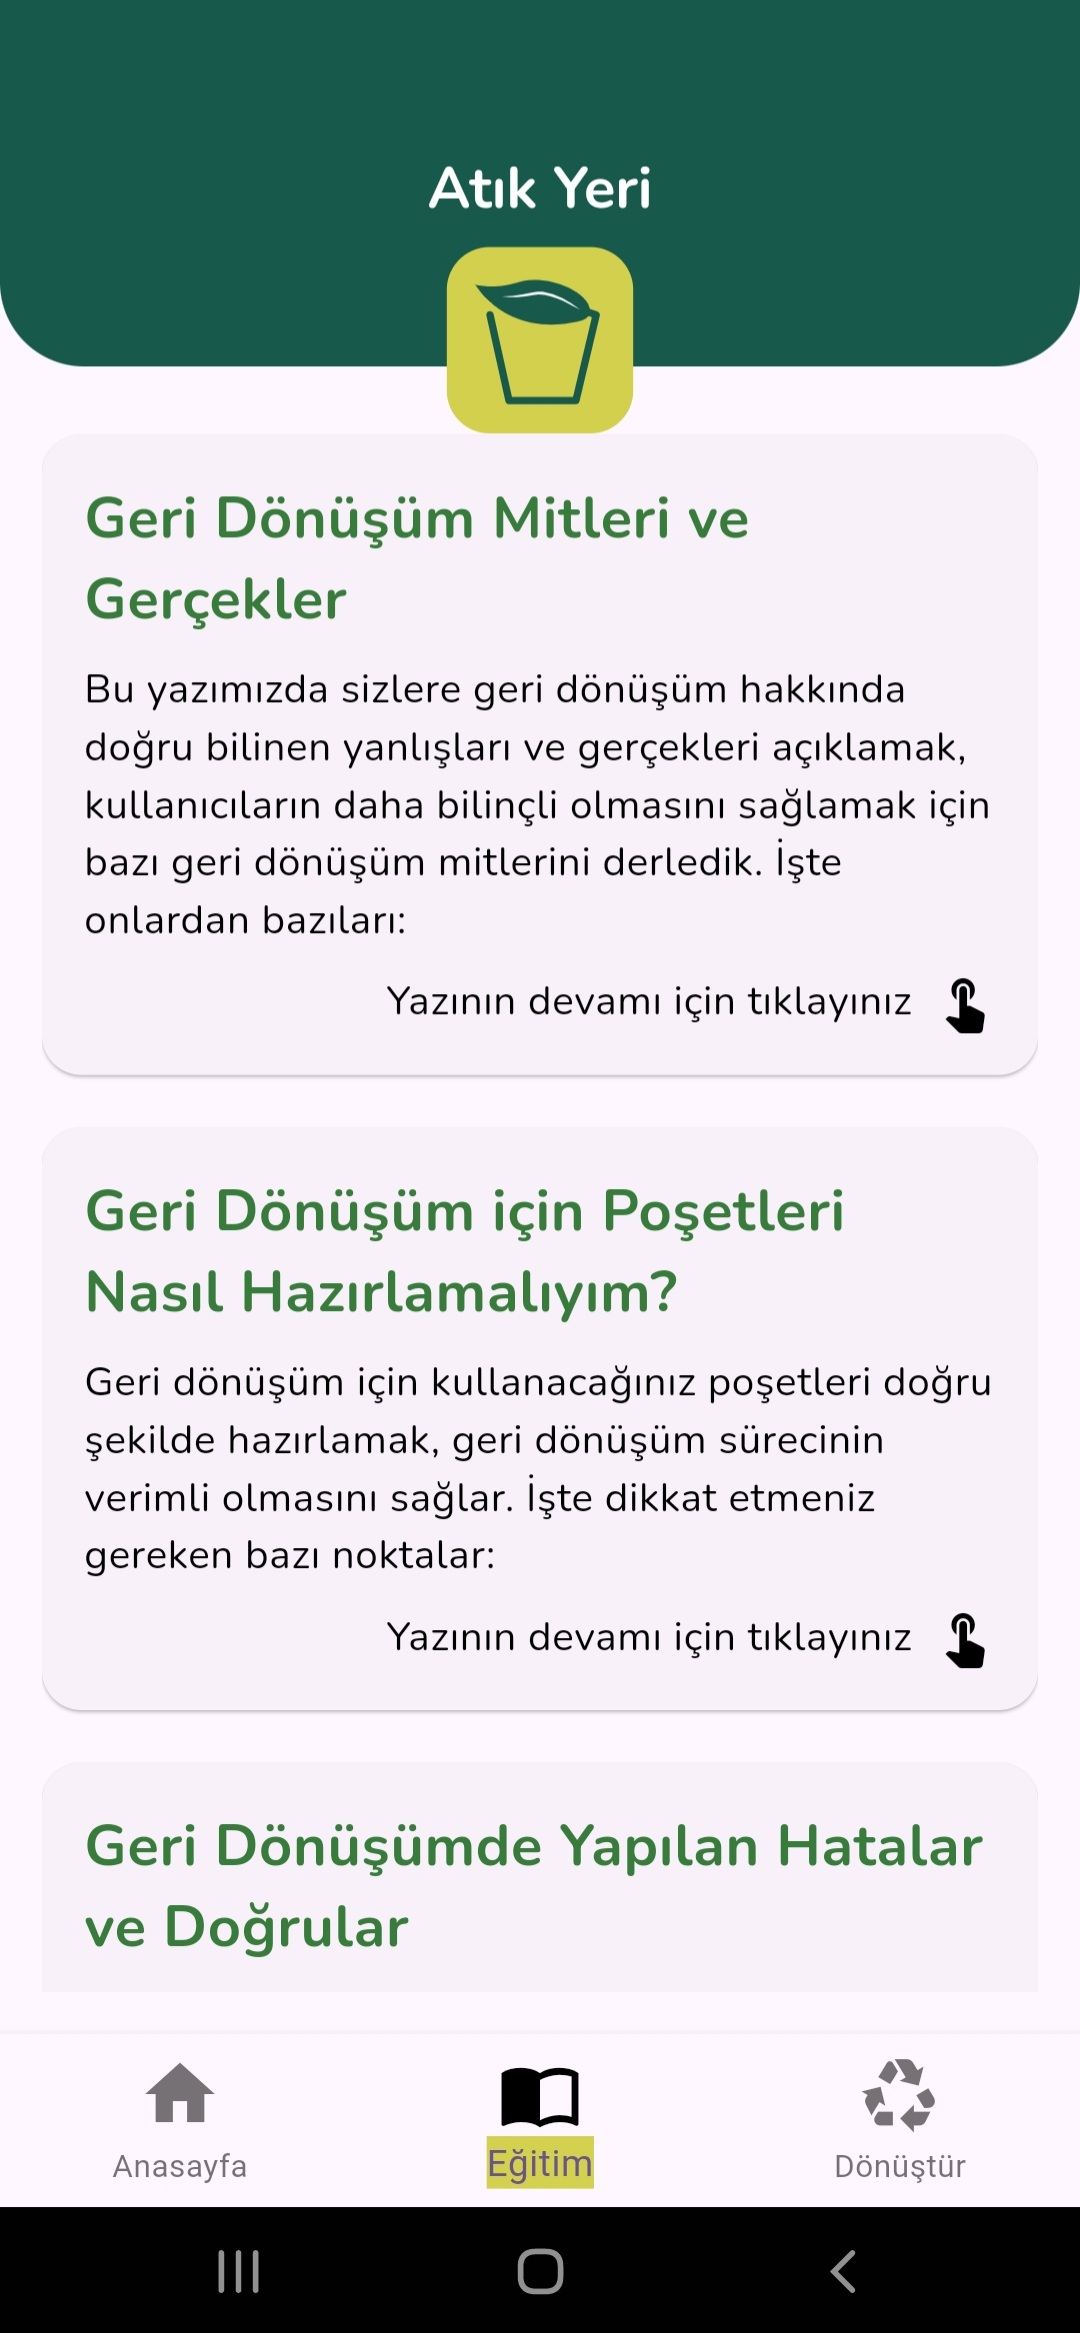 Atık Yeri
Geri Dönüşüm Mitleri ve
Gerçekler
Bu yazımızda sizlere geri dönüşüm hakkında
doğru bilinen yanlışları ve gerçekleri açıklamak,
kullanıcıların daha bilinçli olmasını sağlamak için
bazı geri dönüşüm mitlerini derledik. İşte
onlardan bazıları:
Yazının devamı için tıklayınız
Geri Dönüşüm için Poşetleri
Nasıl Hazırlamalıyım?
Geri dönüşüm için kullanacağınız poşetleri doğru
şekilde hazırlamak, geri dönüşüm sürecinin
verimli olmasını sağlar. İşte dikkat etmeniz
gereken bazı noktalar:
Yazının devamı için tıklayınız
Geri Dönüşümde Yapılan Hatalar
ve Doğrular
Anasayfa
Eğitim
Dönüştür